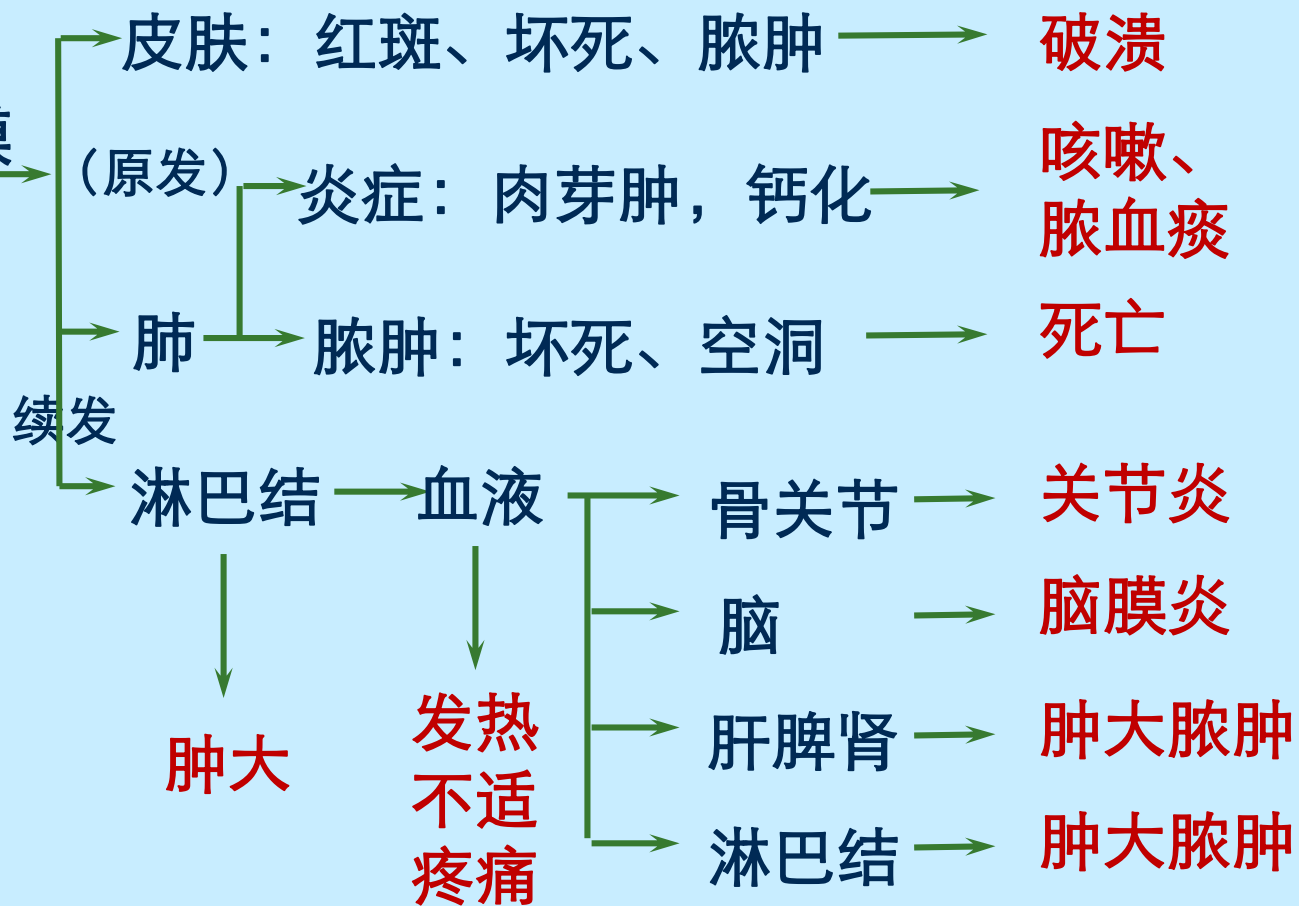 皮肤：红斑、坏死、脓肿
破溃
（原发）
炎症：肉芽肿，钙化
咳嗽、
脓血痰
肺
脓肿：坏死、空洞
死亡
续发
淋巴结
血液
骨关节
关节炎
脑
脑膜炎
肝脾肾
肿大脓肿
淋巴结
肿大脓肿
肿大
发热
不适
疼痛